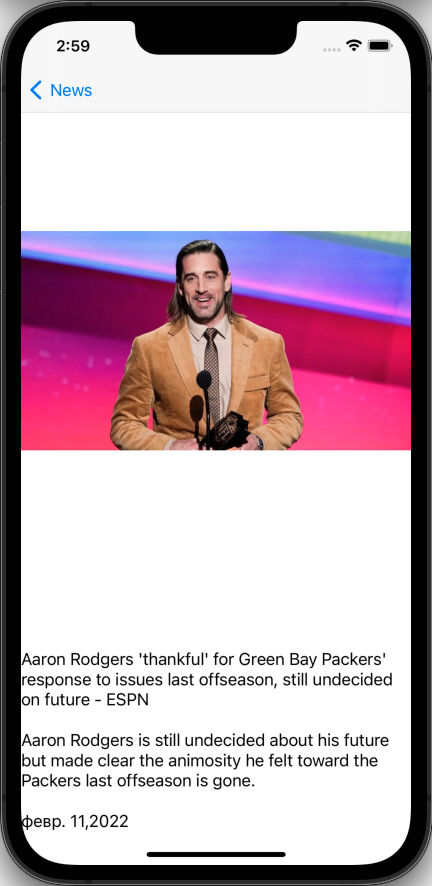 2:59
News
Aaron Rodgers 'thankful' for Green Bay Packers'
response to issues last offseason, still undecided
on future - ESPN
Aaron Rodgers is still undecided about his future
but made clear the animosity he felt toward the
Packers last offseason is gone.
февр. 11,2022